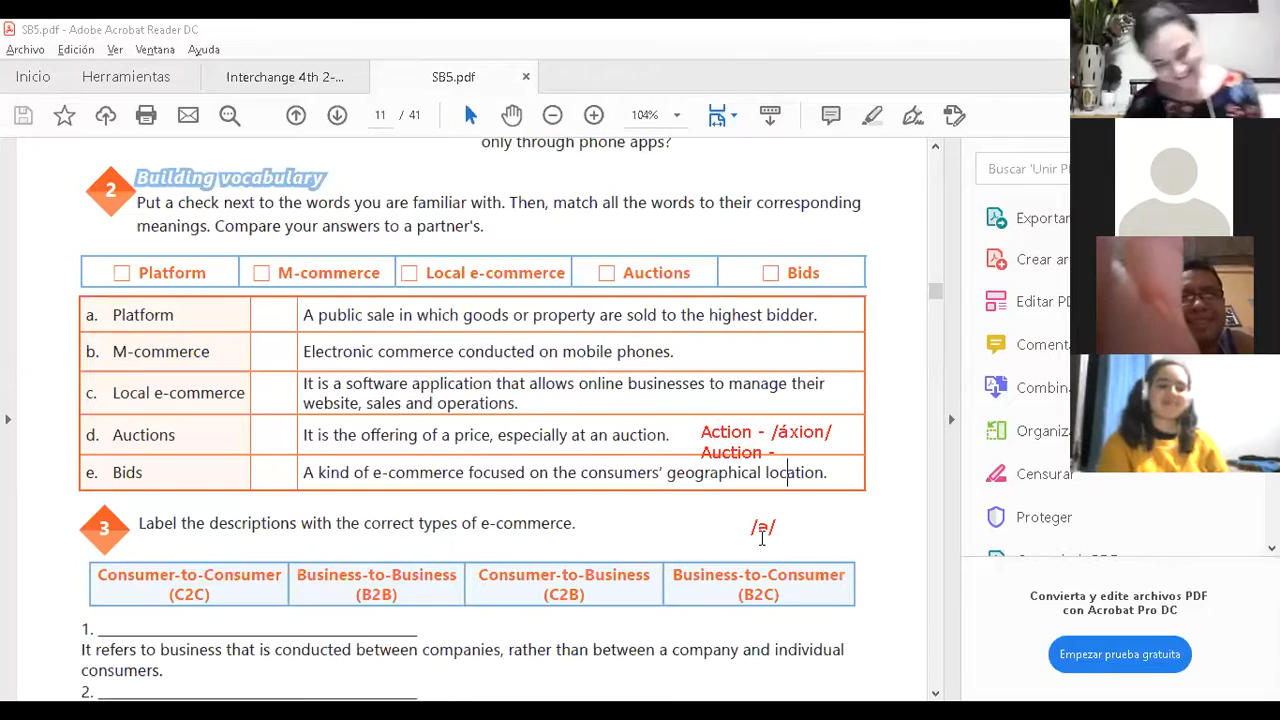 SB5.pdf - Adobe Acrobat Reader DC
Archivo Edición Ver Ventana Ayuda
Inicio Herramientas Interchange 4th 2-... SB5.pdf ×
11 / 41 104%
only through phone apps?
2 Building vocabulary
Put a check next to the words you are familiar with. Then, match all the words to their corresponding
meanings. Compare your answers to a partner's.
Platform M-commerce Local e-commerce Auctions Bids
a. Platform A public sale in which goods or property are sold to the highest bidder.
b. M-commerce Electronic commerce conducted on mobile phones.
c. Local e-commerce It is a software application that allows online businesses to manage their
website, sales and operations.
d. Auctions It is the offering of a price, especially at an auction.
Action - /áxion/
Auction -
e. Bids A kind of e-commerce focused on the consumers’ geographical location.
3 Label the descriptions with the correct types of e-commerce.
/a/
Consumer-to-Consumer (C2C) Business-to-Business (B2B) Consumer-to-Business (C2B) Business-to-Consumer (B2C)
1. ____________________
It refers to business that is conducted between companies, rather than between a company and individual
consumers.
2. ____________________
Buscar 'Unir P
Exportar
Crear ar
Editar PD
Coment
Combin
Organiz
Censurar
Proteger
Convierta y edite archivos PDF
con Acrobat Pro DC
Empezar prueba gratuita